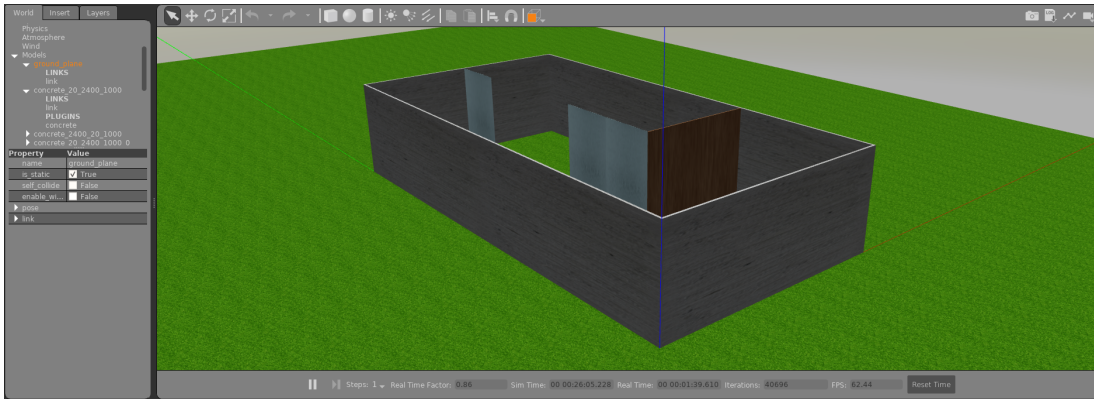 World Insert Layers
Physics
Atmosphere
Wind
Models
ground_plane
LINKS
link
concrete_20_2400_1000
LINKS
link
PLUGINS
concrete
concrete_2400_20_1000
concrete_20_2400_1000_0
Property Value
name ground_plane
is_static True
self_collide False
enable_wi... False
pose
link
Steps: 1 Real Time Factor: 0.86 Sim Time: 00 00:26:05.228 Real Time: 00 00:01:39.610 Iterations: 40696 FPS: 62.44 Reset Time